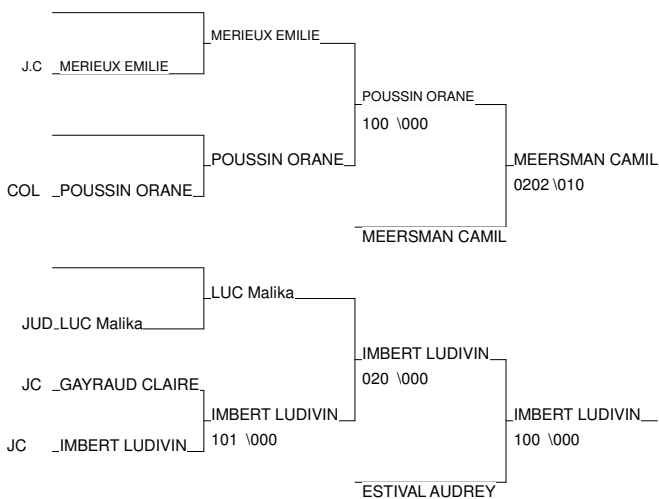 MERIEUX EMILIE
J.C MERIEUX EMILIE
POUSSIN ORANE
100 \000
POUSSIN ORANE
MEERSMAN CAMIL
0202 \010
COL POUSSIN ORANE
MEERSMAN CAMIL
LUC Malika
JUD LUC Malika
IMBERT LUDIVIN
020 \000
JC GAYRAUD CLAIRE
IMBERT LUDIVIN
101 \000
IMBERT LUDIVIN
100 \000
JC IMBERT LUDIVIN
ESTIVAL AUDREY